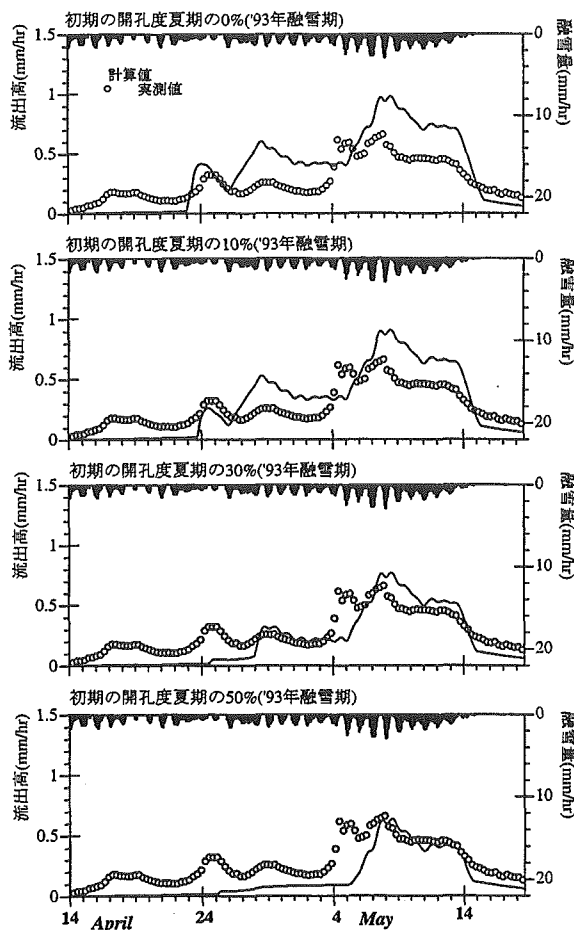 初期の開孔度夏期の0%('93年融雪期)
1.5
1
0.5
0
流出高(mm/hr)
計算値
実測値
0
10
20
融雪量(mm/hr)
初期の開孔度夏期の10%('93年融雪期)
1.5
1
0.5
0
流出高(mm/hr)
0
10
20
融雪量(mm/hr)
初期の開孔度夏期の30%('93年融雪期)
1.5
1
0.5
0
流出高(mm/hr)
0
10
20
融雪量(mm/hr)
初期の開孔度夏期の50%('93年融雪期)
1.5
1
0.5
0
流出高(mm/hr)
0
10
20
融雪量(mm/hr)
14 24 4 14
April May